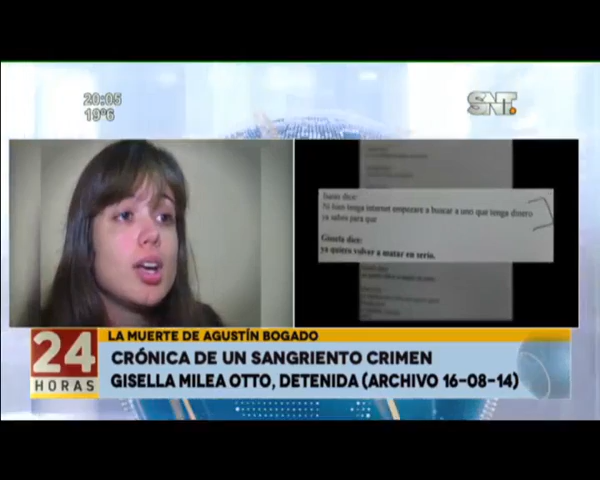 20:05
19°6
SNT.
dice:
Ni bien tenga internet empezare a buscar a uno que tenga dinero
ya sabes para que
Gisella dice:
ya quiero volver a matar en serio.
LA MUERTE DE AGUSTÍN BOGADO
24
HORAS
CRÓNICA DE UN SANGRIENTO CRIMEN
GISELLA MILEA OTTO, DETENIDA (ARCHIVO 16-08-14)